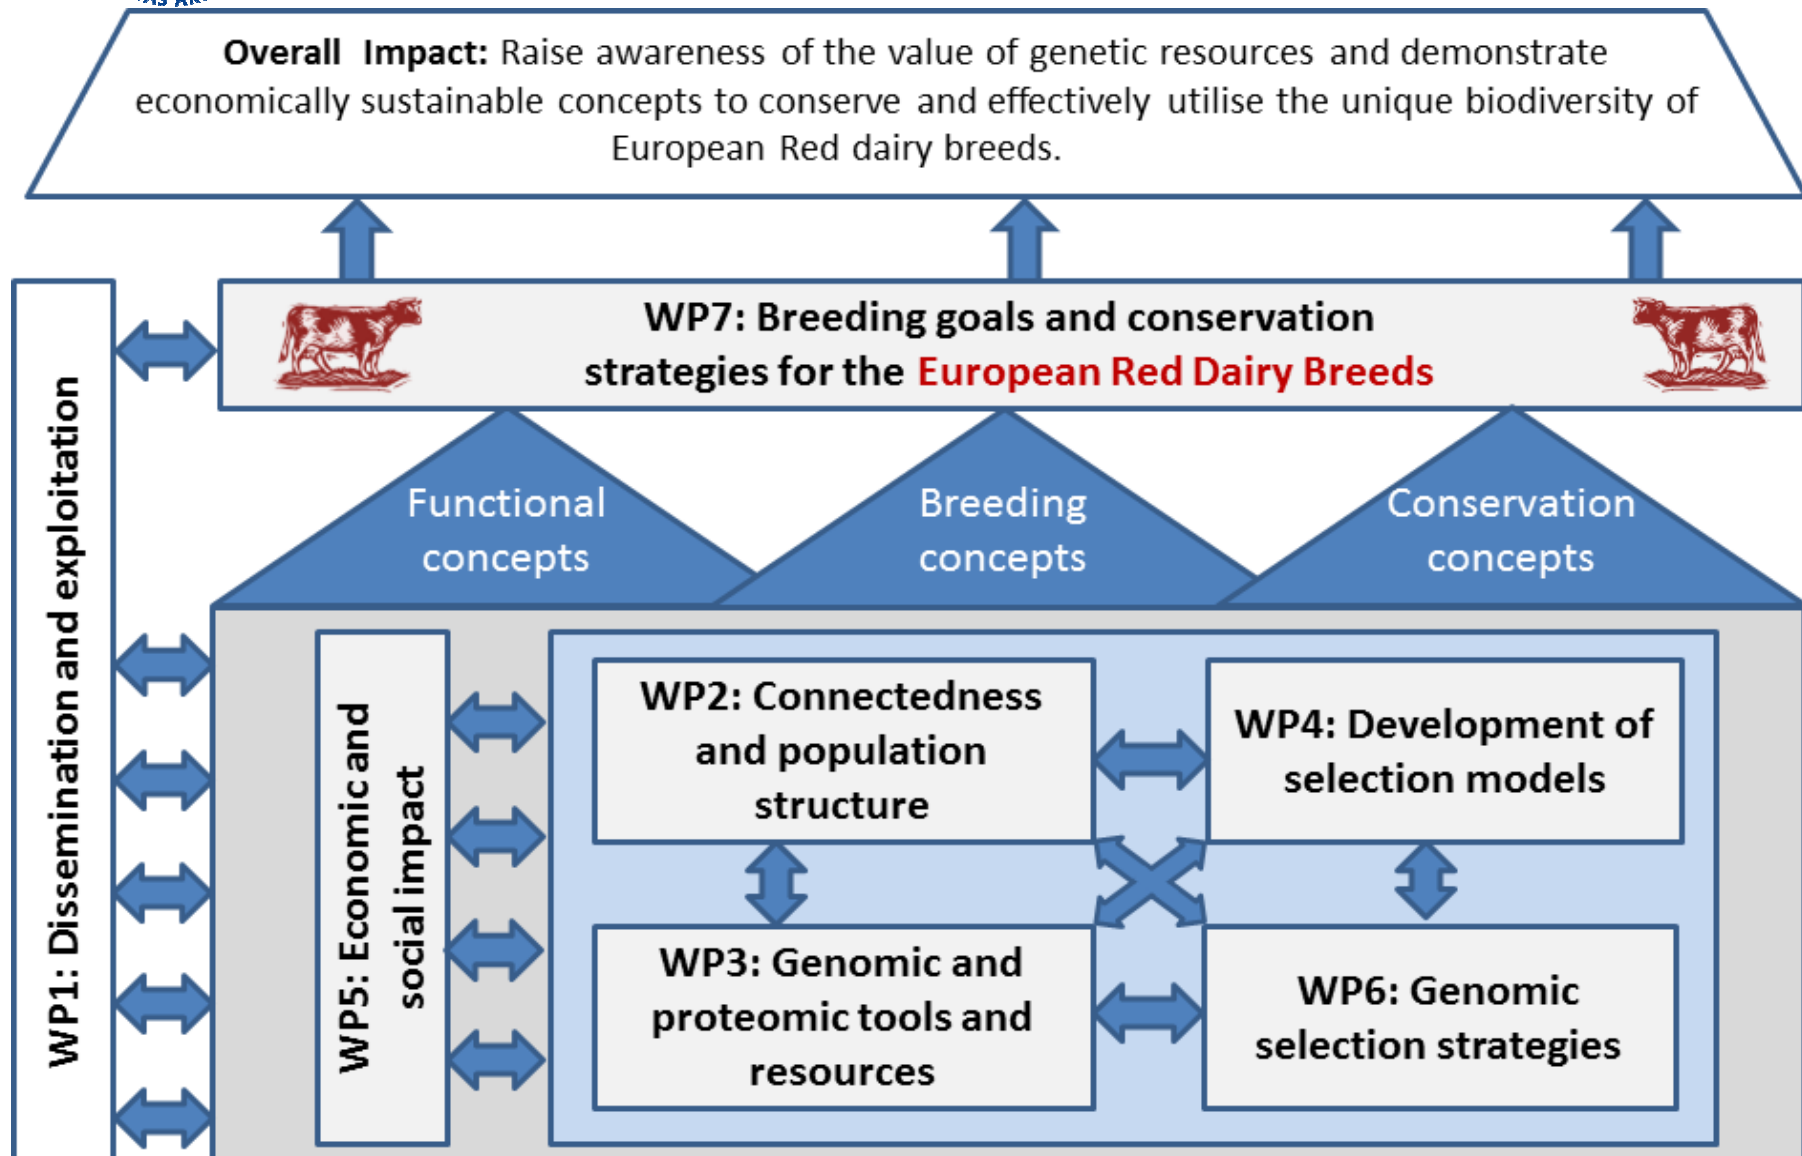 AS AR
Overall Impact: Raise awareness of the value of genetic resources and demonstrate
economically sustainable concepts to conserve and effectively utilise the unique biodiversity of
European Red dairy breeds.
WP7: Breeding goals and conservation
strategies for the European Red Dairy Breeds
WP1: Dissemination and exploitation
Functional
concepts
Breeding
concepts
Conservation
concepts
WP5: Economic and
social impact
WP2: Connectedness
and population
structure
WP4: Development of
selection models
WP3: Genomic and
proteomic tools and
resources
WP6: Genomic
selection strategies